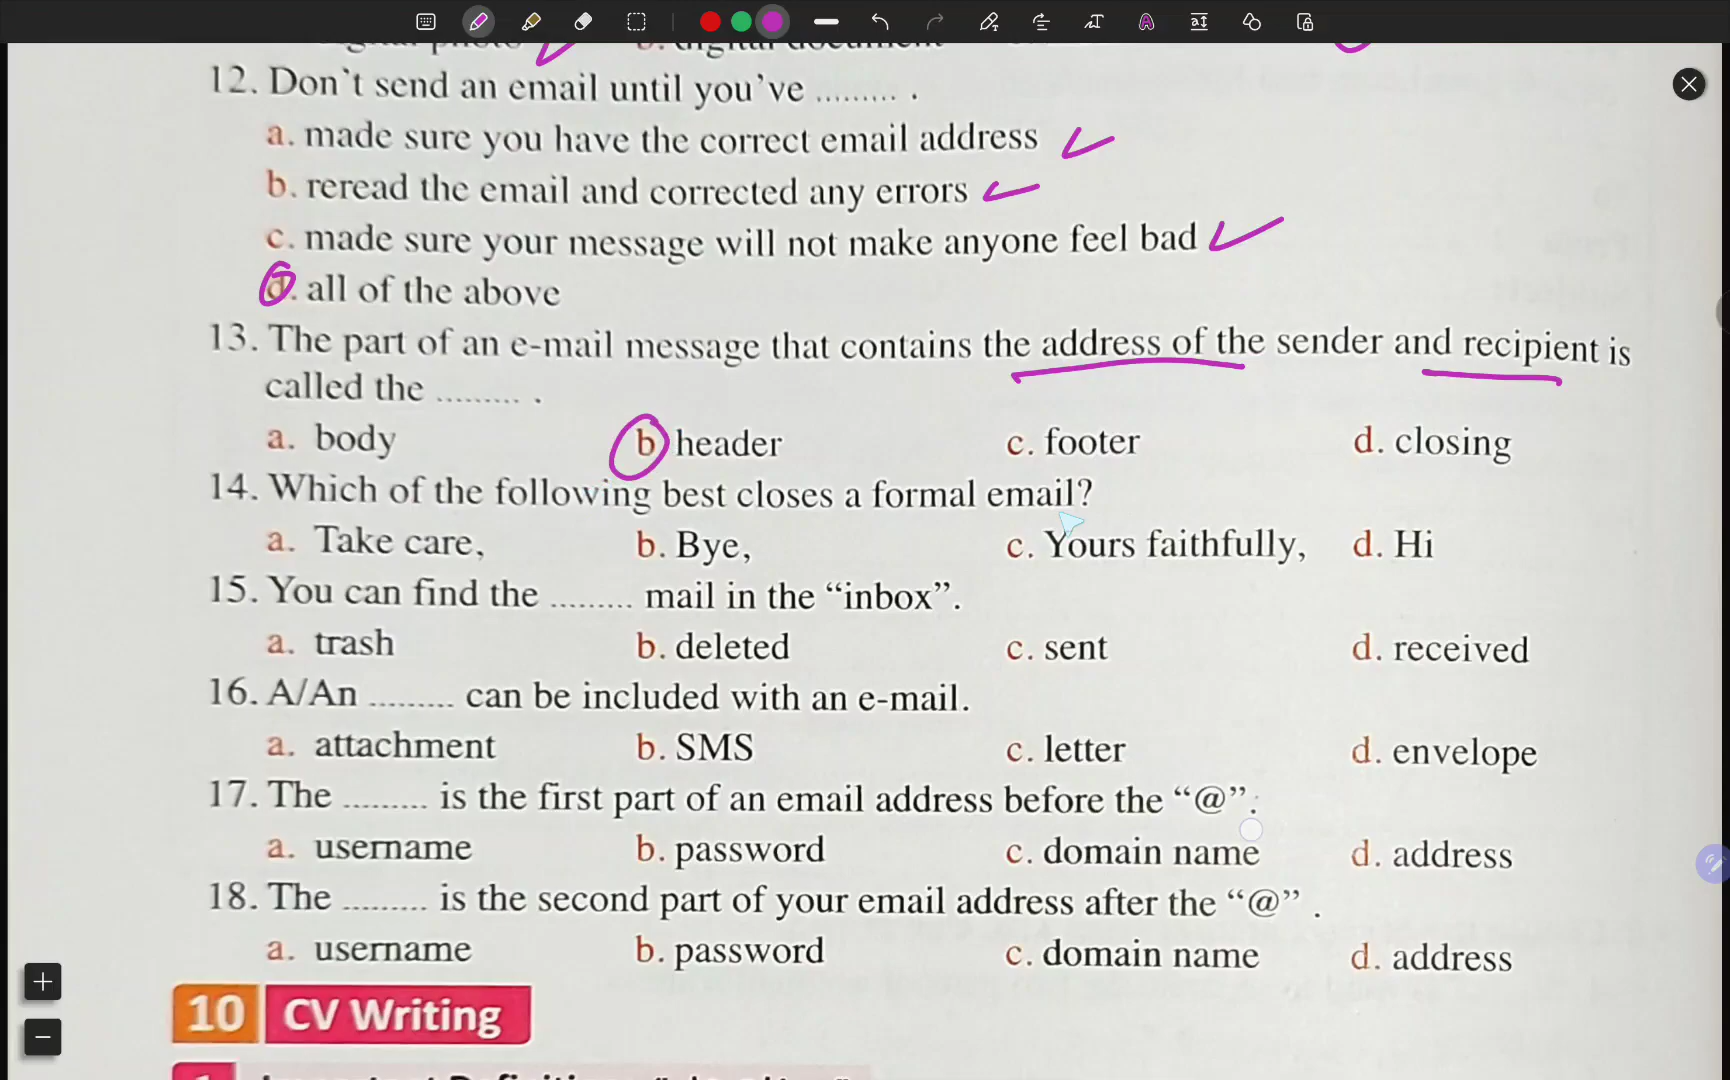 digital photo b. digital document
12. Don't send an email until you've ......... .
a. made sure you have the correct email address
b. reread the email and corrected any errors
c. made sure your message will not make anyone feel bad
d. all of the above
13. The part of an e-mail message that contains the address of the sender and recipient is
called the ......... .
a. body b header c. footer d. closing
14. Which of the following best closes a formal email?
a. Take care, b. Bye, c. Yours faithfully, d. Hi
15. You can find the ......... mail in the “inbox”.
a. trash b. deleted c. sent d. received
16. A/An ......... can be included with an e-mail.
a. attachment b. SMS c. letter d. envelope
17. The ......... is the first part of an email address before the “@”.
a. username b. password c. domain name d. address
18. The ......... is the second part of your email address after the “@” .
a. username b. password c. domain name d. address
10 CV Writing